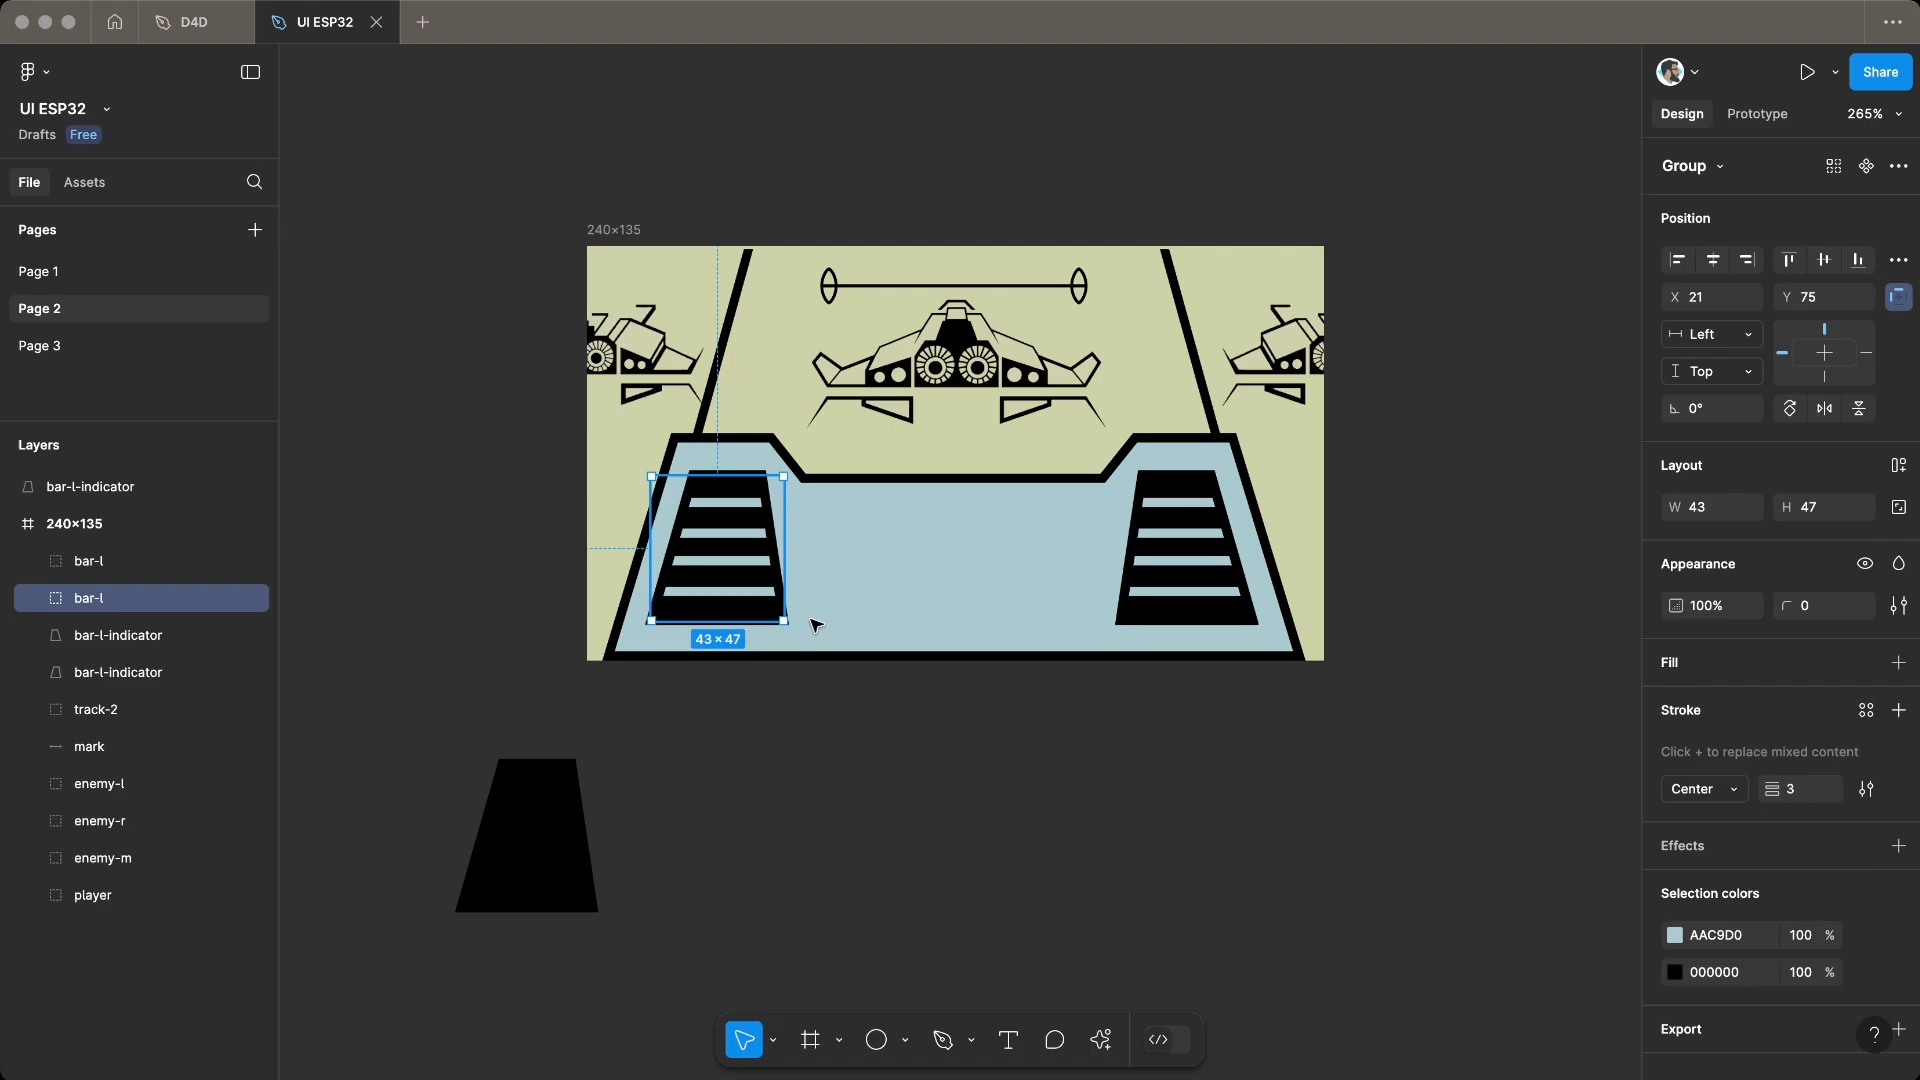 D4D
UI ESP32
UI ESP32
Drafts
Free
File
Assets
Pages
Page 1
Page 2
Page 3
Layers
bar-l-indicator
240×135
bar-l
bar-l
bar-l-indicator
bar-l-indicator
track-2
mark
enemy-l
enemy-r
enemy-m
player
240×135
43 × 47
Share
Design
Prototype
265%
Group
Position
X 21
Y 75
Left
Top
0°
Layout
W 43
H 47
Appearance
100%
0
Fill
Stroke
Click + to replace mixed content
Center
3
Effects
Selection colors
AAC9D0 100 %
000000 100 %
Export
?